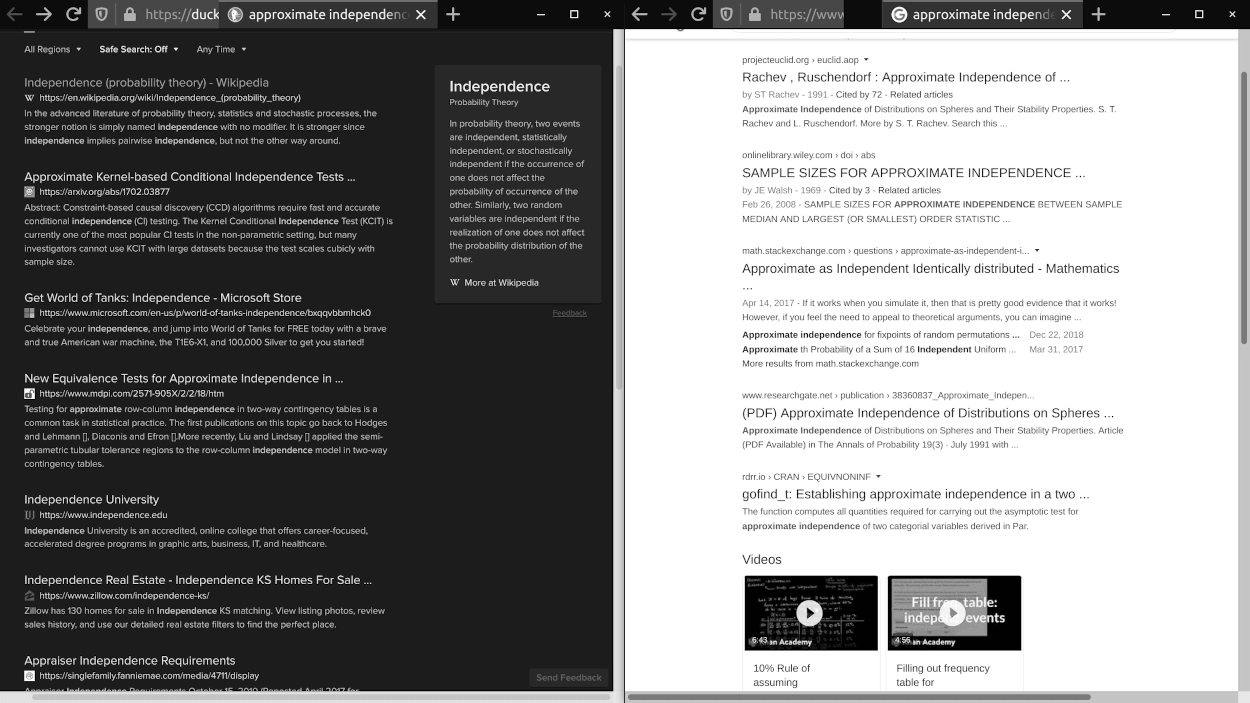 https://duck
approximate independenc
All Regions
Safe Search: Off
Any Time
Independence (probability theory) - Wikipedia
W https://en.wikipedia.org/wiki/Independence_(probability_theory)
In the advanced literature of probability theory, statistics and stochastic processes, the
stronger notion is simply named independence with no modifier. It is stronger since
independence implies pairwise independence, but not the other way around.
Approximate Kernel-based Conditional Independence Tests ...
https://arxiv.org/abs/1702.03877
Abstract: Constraint-based causal discovery (CCD) algorithms require fast and accurate
conditional independence (CI) testing. The Kernel Conditional Independence Test (KCIT) is
currently one of the most popular CI tests in the non-parametric setting, but many
investigators cannot use KCIT with large datasets because the test scales cubicly with
sample size.
Get World of Tanks: Independence - Microsoft Store
https://www.microsoft.com/en-us/p/world-of-tanks-independence/bxqqvbbmhck0
Celebrate your independence, and jump into World of Tanks for FREE today with a brave
and true American war machine, the T1E6-X1, and 100,000 Silver to get you started!
New Equivalence Tests for Approximate Independence in ...
https://www.mdpi.com/2571-905X/2/2/18/htm
Testing for approximate row-column independence in two-way contingency tables is a
common task in statistical practice. The first publications on this topic go back to Hodges
and Lehmann [], Diaconis and Efron [].More recently, Liu and Lindsay [] applied the semi-
parametric tubular tolerance regions to the row-column independence model in two-way
contingency tables.
Independence University
IU https://www.independence.edu
Independence University is an accredited, online college that offers career-focused,
accelerated degree programs in graphic arts, business, IT, and healthcare.
Independence Real Estate - Independence KS Homes For Sale ...
https://www.zillow.com/independence-ks/
Zillow has 130 homes for sale in Independence KS matching. View listing photos, review
sales history, and use our detailed real estate filters to find the perfect place.
Appraiser Independence Requirements
https://singlefamily.fanniemae.com/media/4711/display
Appraiser Independence Requirements October 15, 2010 (Reposted April 2017 for
Independence
Probability Theory
In probability theory, two events
are independent, statistically
independent, or stochastically
independent if the occurrence of
one does not affect the
probability of occurrence of the
other. Similarly, two random
variables are independent if the
realization of one does not affect
the probability distribution of the
other.
W More at Wikipedia
Feedback
Send Feedback
https://www
approximate independ
projecteuclid.org › euclid.aop
Rachev , Ruschendorf : Approximate Independence of ...
by ST Rachev - 1991 - Cited by 72 - Related articles
Approximate Independence of Distributions on Spheres and Their Stability Properties. S. T.
Rachev and L. Ruschendorf. More by S. T. Rachev. Search this ...
onlinelibrary.wiley.com › doi › abs
SAMPLE SIZES FOR APPROXIMATE INDEPENDENCE ...
by JE Walsh - 1969 - Cited by 3 - Related articles
Feb 26, 2008 - SAMPLE SIZES FOR APPROXIMATE INDEPENDENCE BETWEEN SAMPLE
MEDIAN AND LARGEST (OR SMALLEST) ORDER STATISTIC ...
math.stackexchange.com › questions › approximate-as-independent-i...
Approximate as Independent Identically distributed - Mathematics
...
Apr 14, 2017 - If it works when you simulate it, then that is pretty good evidence that it works!
However, if you feel the need to appeal to theoretical arguments, you can imagine ...
Approximate independence for fixpoints of random permutations ... Dec 22, 2018
Approximate th Probability of a Sum of 16 Independent Uniform ... Mar 31, 2017
More results from math.stackexchange.com
www.researchgate.net › publication › 38360837_Approximate_Indepen...
(PDF) Approximate Independence of Distributions on Spheres ...
Approximate Independence of Distributions on Spheres and Their Stability Properties. Article
(PDF Available) in The Annals of Probability 19(3) · July 1991 with ...
rdrr.io › CRAN › EQUIVNONINF
gofind_t: Establishing approximate independence in a two ...
The function computes all quantities required for carrying out the asymptotic test for
approximate independence of two categorial variables derived in Par.
Videos
6:43
Khan Academy
10% Rule of
assuming
Fill freq table:
independ events
4:56
Khan Academy
Filling out frequency
table for